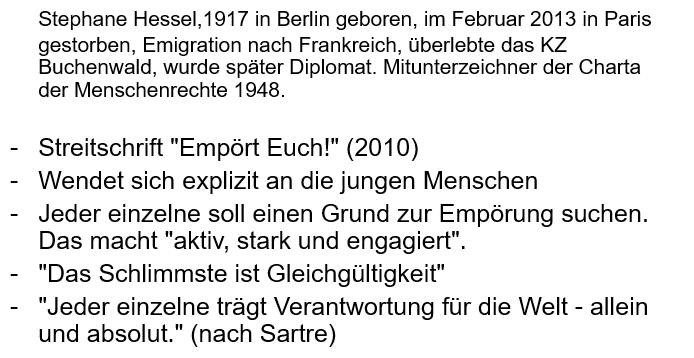 Stephane Hessel,1917 in Berlin geboren, im Februar 2013 in Paris
gestorben, Emigration nach Frankreich, überlebte das KZ
Buchenwald, wurde später Diplomat. Mitunterzeichner der Charta
der Menschenrechte 1948.
- Streitschrift "Empört Euch!" (2010)
- Wendet sich explizit an die jungen Menschen
- Jeder einzelne soll einen Grund zur Empörung suchen.
Das macht "aktiv, stark und engagiert".
- "Das Schlimmste ist Gleichgültigkeit"
- "Jeder einzelne trägt Verantwortung für die Welt - allein
und absolut." (nach Sartre)